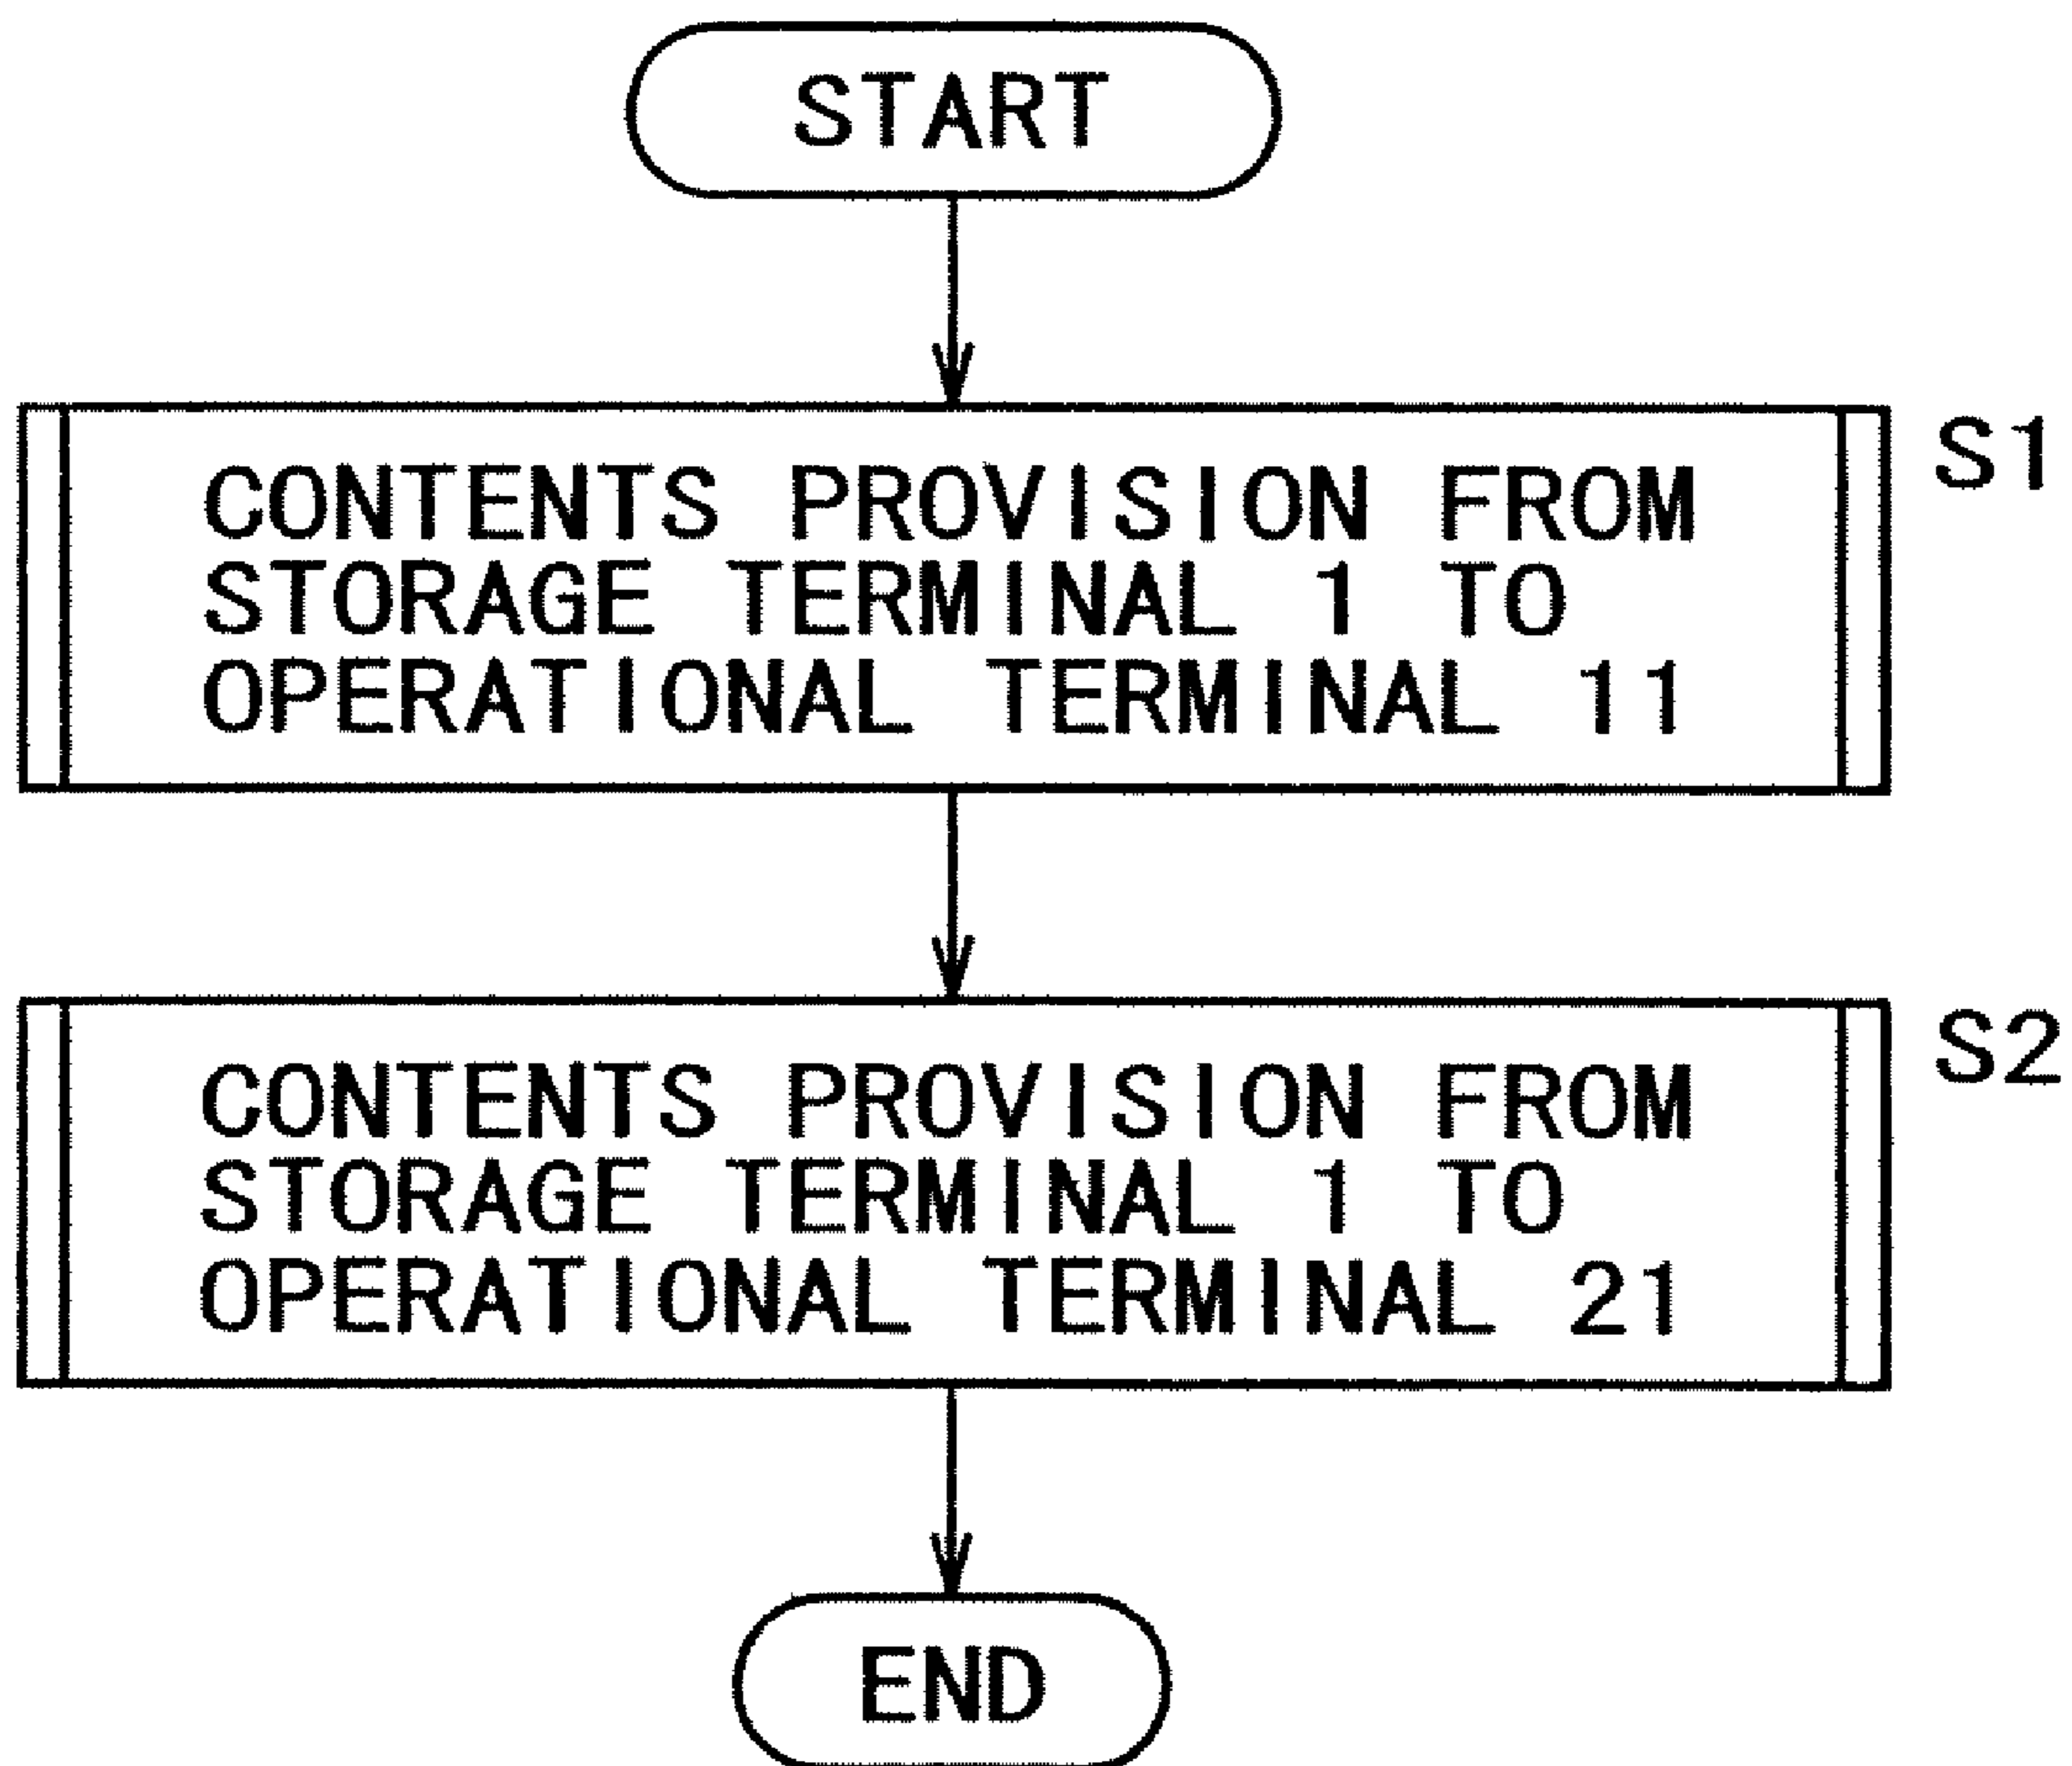 START
S1
CONTENTS PROVISION FROM
STORAGE TERMINAL 1 TO
OPERATIONAL TERMINAL 11
S2
CONTENTS PROVISION FROM
STORAGE TERMINAL 1 TO
OPERATIONAL TERMINAL 21
END